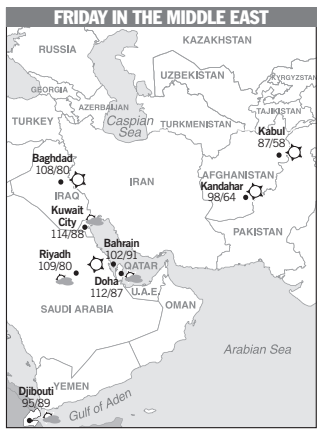 FRIDAY IN THE MIDDLE EAST
KAZAKHSTAN
RUSSIA
UZBEKISTAN
KYRGYZSTAN
GEORGIA
AZERBAIJAN
TAJIKISTAN
TURKEY
Caspian
Sea
TURKMENISTAN
Kabul
87/58
Baghdad
108/80
IRAN
AFGHANISTAN
Kandahar
98/64
IRAQ
Kuwait
City
114/88
PAKISTAN
Bahrain
102/91
Riyadh
109/80
QATAR
Doha
112/87
U.A.E.
OMAN
SAUDI ARABIA
Arabian Sea
YEMEN
Djibouti
95/89
Gulf of Aden